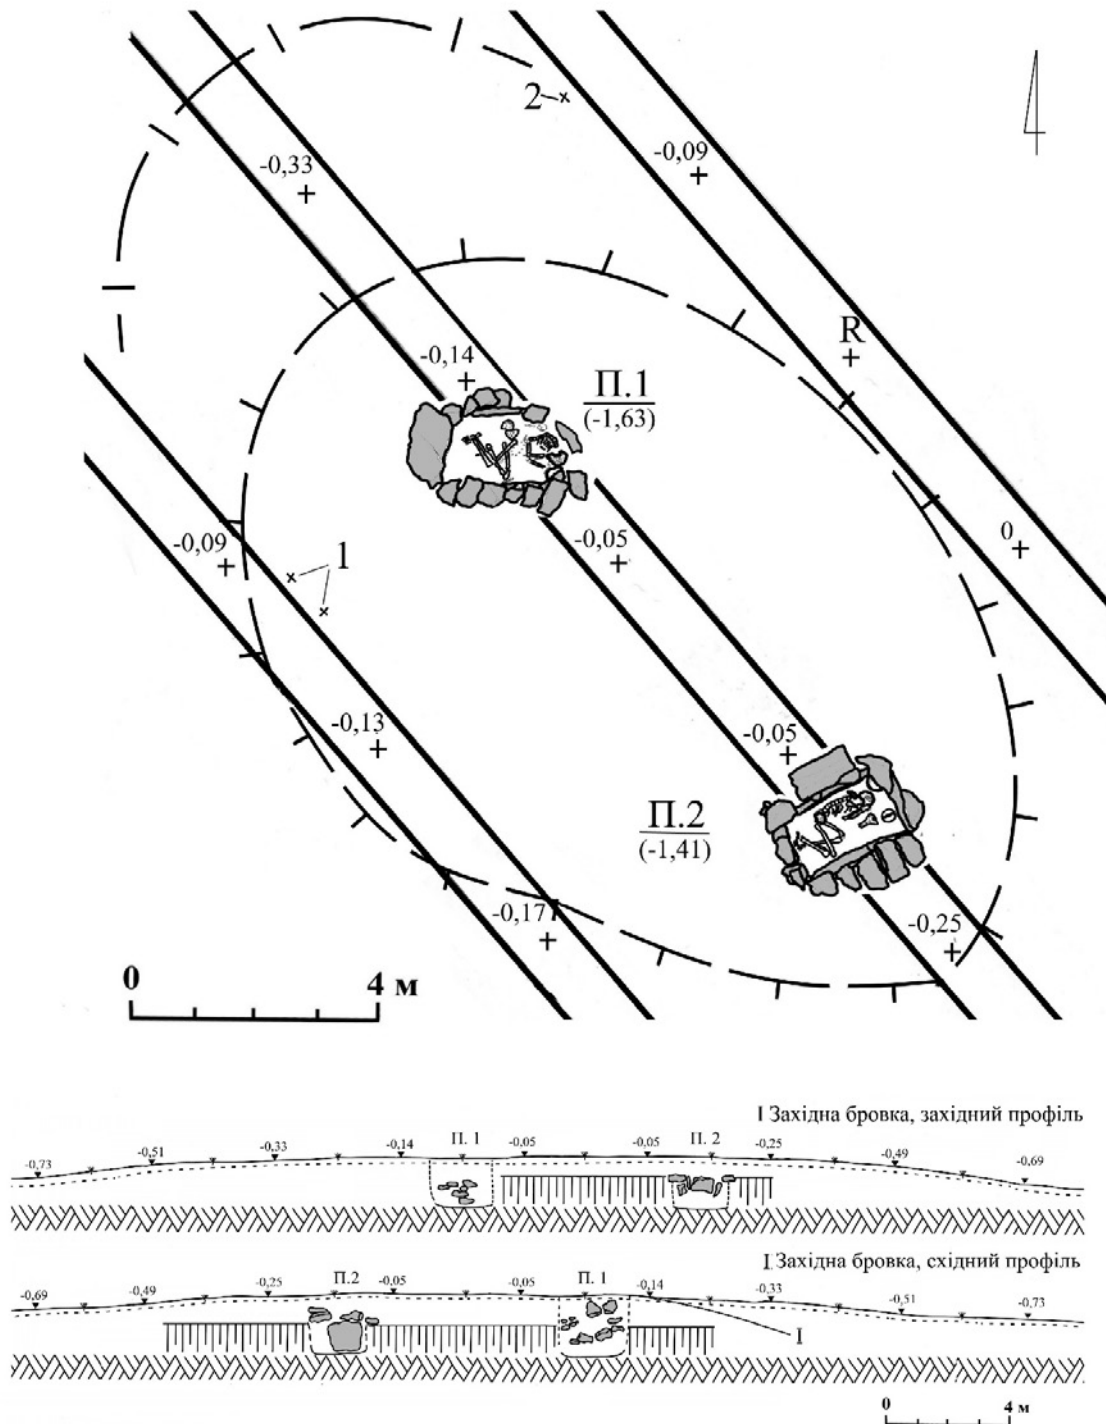 2
-0,09
-0,33
R
-0,14
П.1
(-1,63)
0
-0,09
1
-0,05
-0,13
-0,05
П.2
(-1,41)
-0,17
-0,25
0 4 м
I Західна бровка, західний профіль
-0,73 -0,51 -0,33 -0,14 П. 1 -0,05 -0,05 П. 2 -0,25 -0,49 -0,69
I Західна бровка, східний профіль
-0,69 -0,49 -0,25 П.2 -0,05 -0,05 П. 1 -0,14 -0,33 -0,51 -0,73
I
0 4 м